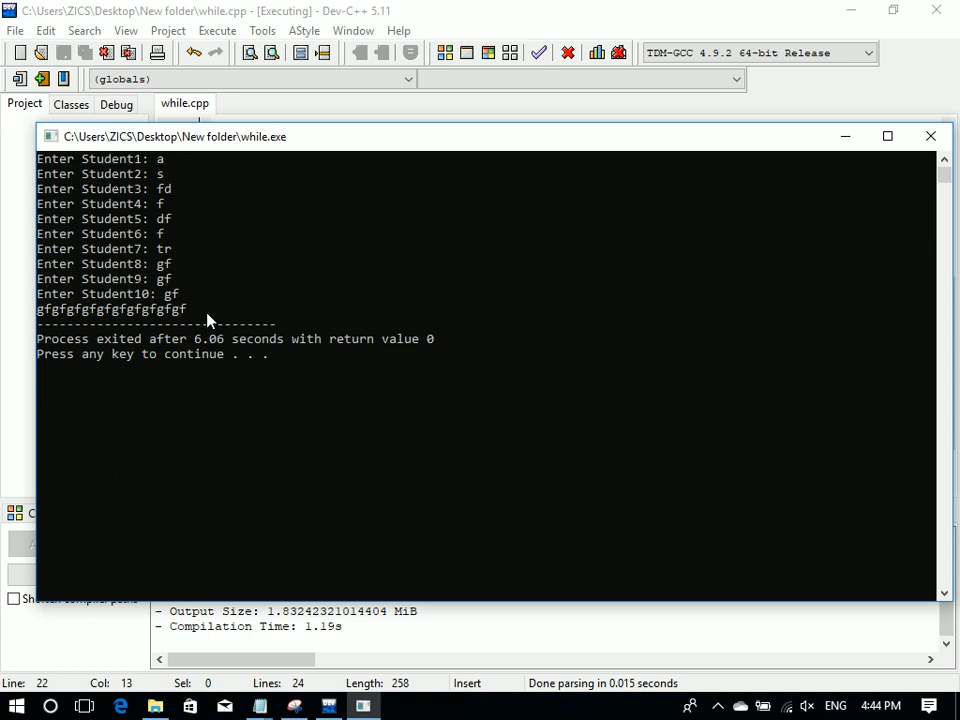 C:\Users\ZICS\Desktop\New folder\while.cpp - [Executing] - Dev-C++ 5.11
File Edit Search View Project Execute Tools AStyle Window Help
TDM-GCC 4.9.2 64-bit Release
(globals)
Project Classes Debug while.cpp
C:\Users\ZICS\Desktop\New folder\while.exe
Enter Student1: a
Enter Student2: s
Enter Student3: fd
Enter Student4: f
Enter Student5: df
Enter Student6: f
Enter Student7: tr
Enter Student8: gf
Enter Student9: gf
Enter Student10: gf
gfgfgfgfgfgfgfgfgfgf
--------------------------------
Process exited after 6.06 seconds with return value 0
Press any key to continue . . .
- Output Size: 1.83242321014404 MiB
- Compilation Time: 1.19s
Line: 22 Col: 13 Sel: 0 Lines: 24 Length: 258 Insert Done parsing in 0.015 seconds
ENG 4:44 PM